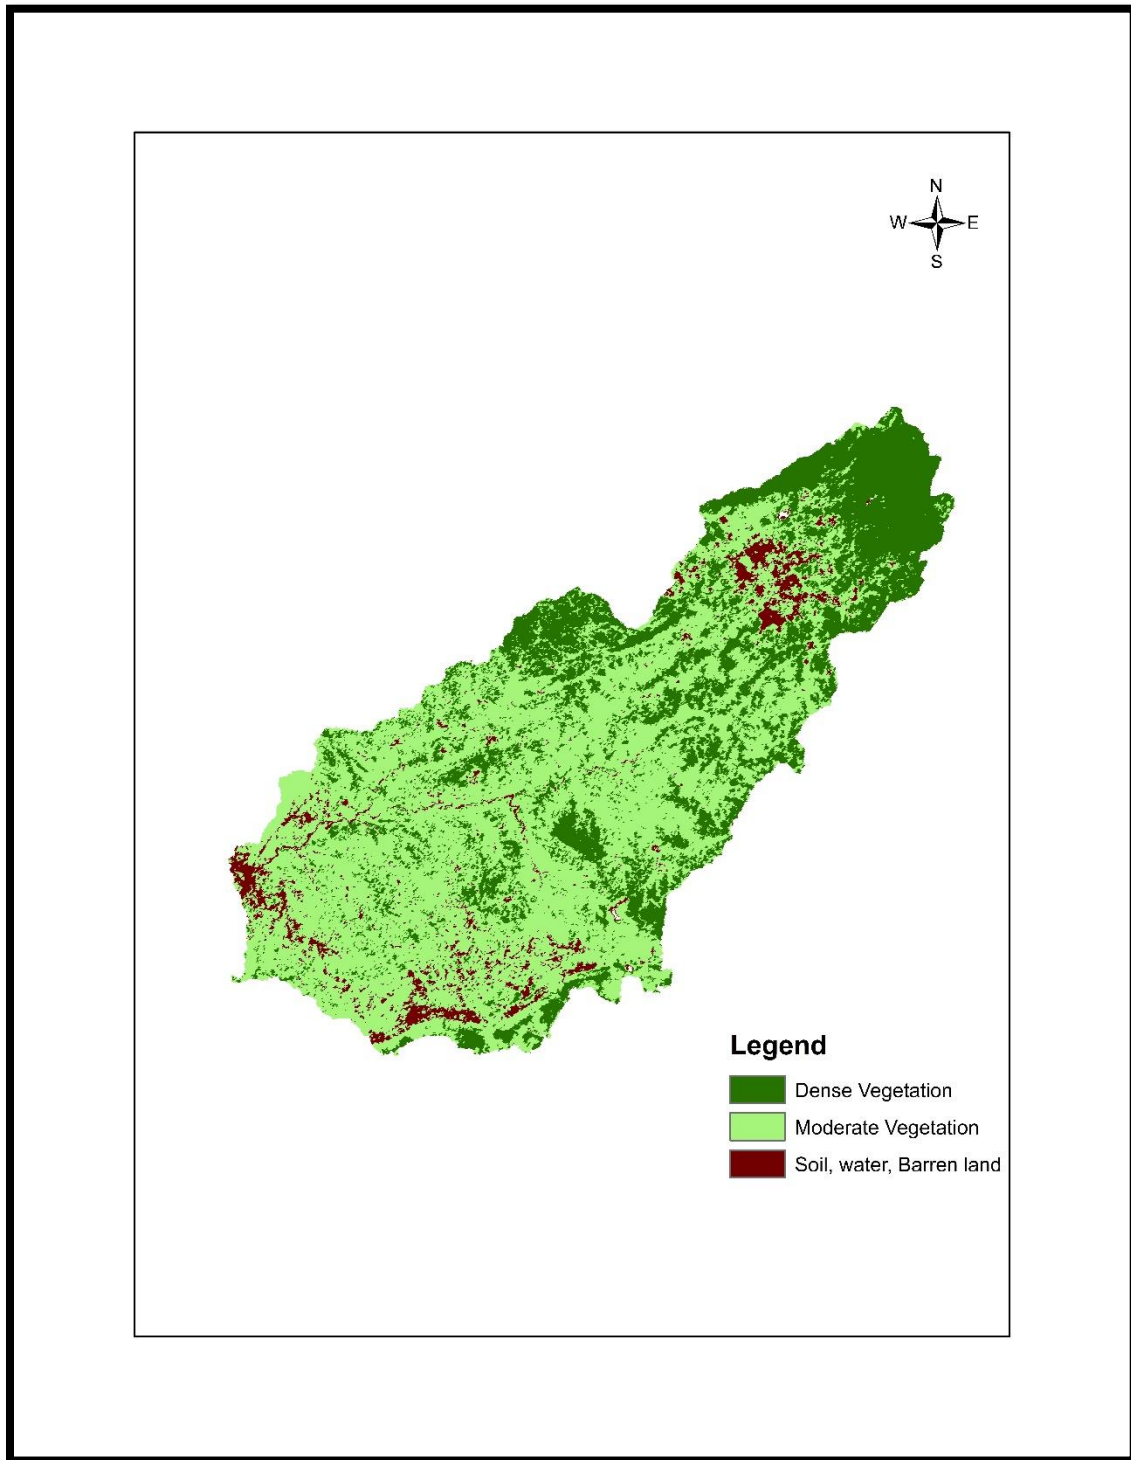 N
W E
S
Legend
Dense Vegetation
Moderate Vegetation
Soil, water, Barren land